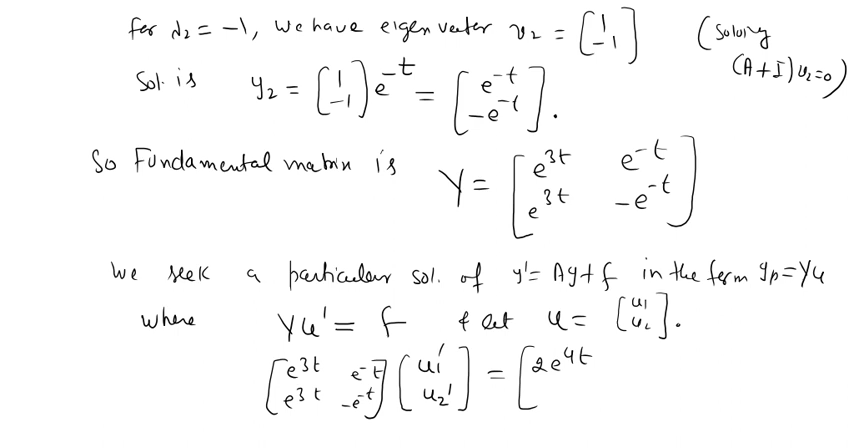 for λ₂ = -1, we have eigenvector v₂ = [1 -1] (solving (A+I)v₂=0)
Sol. is y₂ = [1 -1] e^{-t} = [e^{-t} -e^{-t}].
So Fundamental matrix is Y = [e^{3t} e^{-t} e^{3t} -e^{-t}]
We seek a particular sol. of y' = Ay+f in the form yₚ=Yu
where Yu' = f & let u = [u₁ u₂].
[e^{3t} e^{-t} e^{3t} -e^{-t}] [u₁' u₂'] = [2e^{4t}